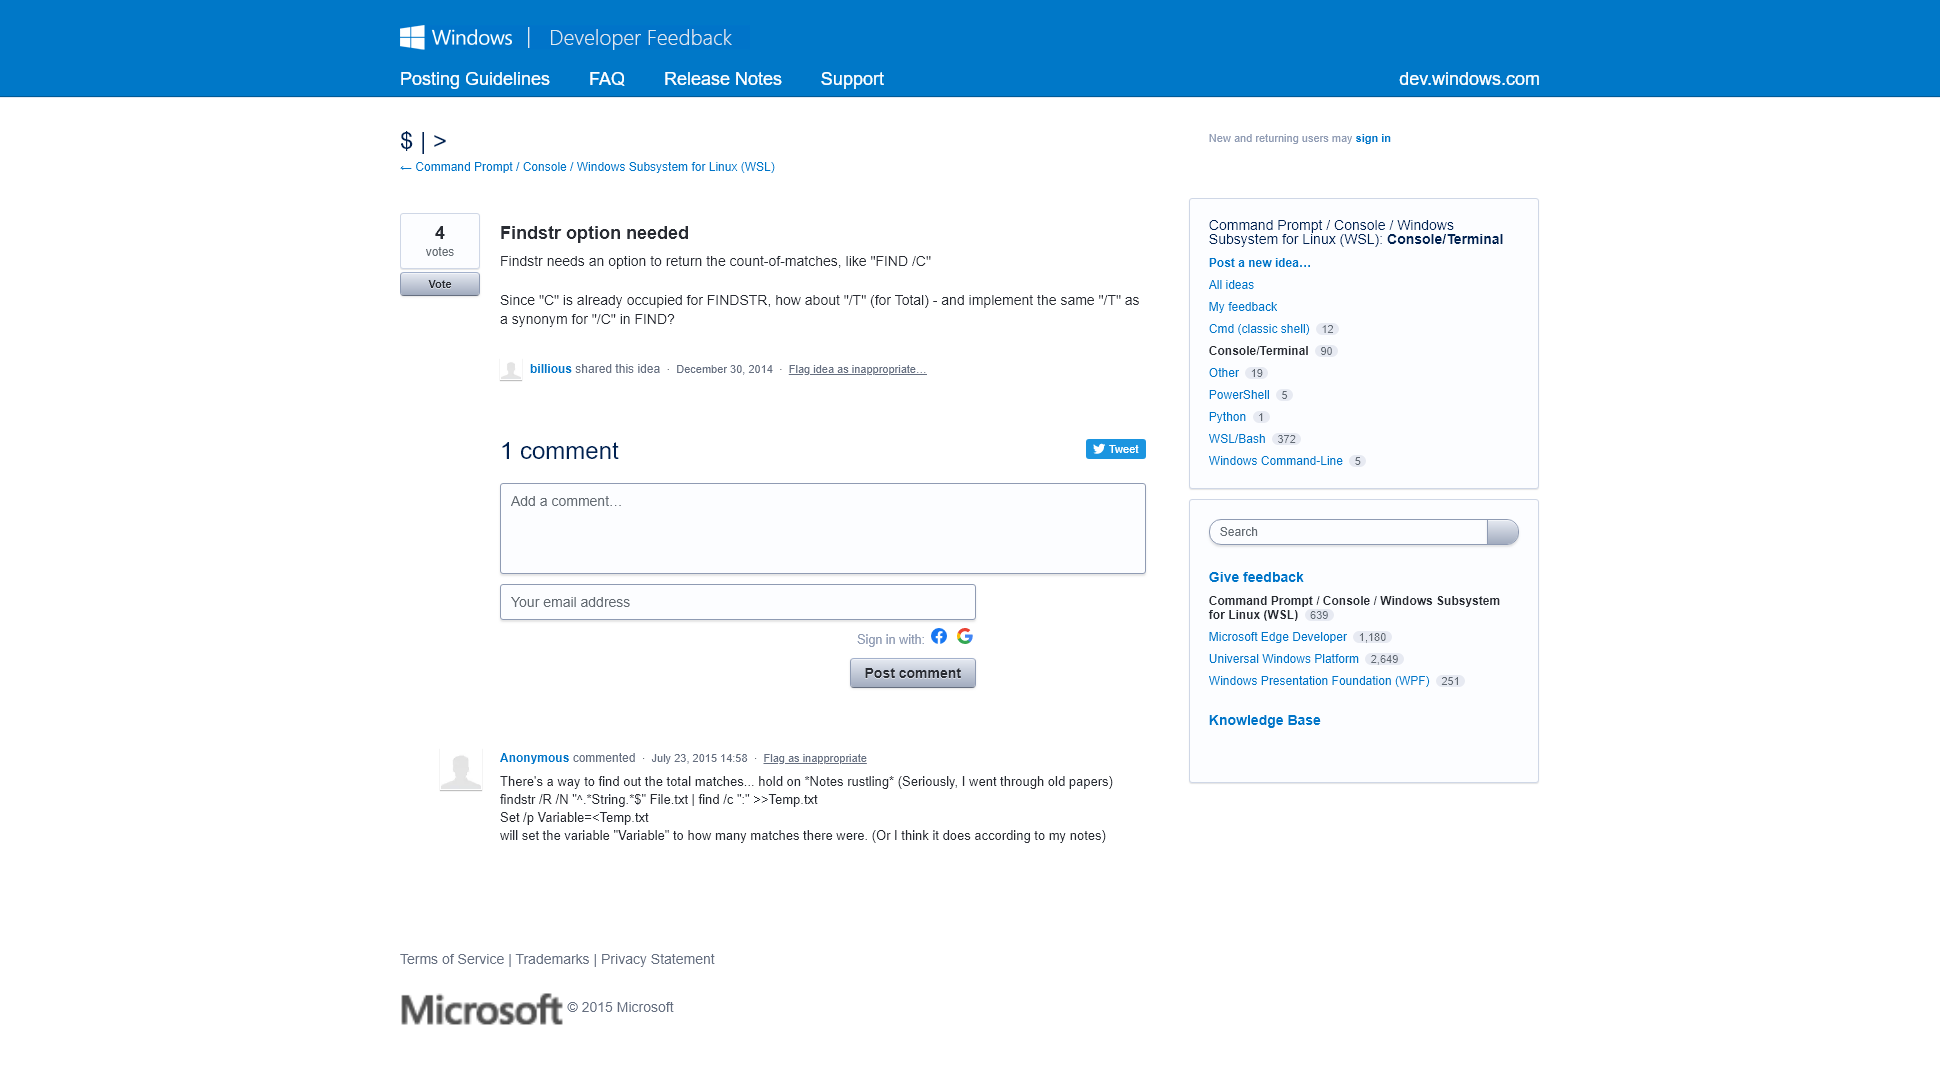 Windows | Developer Feedback
Posting Guidelines FAQ Release Notes Support dev.windows.com
$ | >
← Command Prompt / Console / Windows Subsystem for Linux (WSL)
New and returning users may sign in
4
votes
Vote
Findstr option needed
Findstr needs an option to return the count-of-matches, like "FIND /C"
Since "C" is already occupied for FINDSTR, how about "/T" (for Total) - and implement the same "/T" as
a synonym for "/C" in FIND?
billious shared this idea · December 30, 2014 · Flag idea as inappropriate…
1 comment
Tweet
Add a comment…
Your email address
Sign in with:
Post comment
Anonymous commented · July 23, 2015 14:58 · Flag as inappropriate
There's a way to find out the total matches... hold on *Notes rustling* (Seriously, I went through old papers)
findstr /R /N "^.*String.*$" File.txt | find /c ":" >>Temp.txt
Set /p Variable=<Temp.txt
will set the variable "Variable" to how many matches there were. (Or I think it does according to my notes)
Command Prompt / Console / Windows
Subsystem for Linux (WSL): Console/Terminal
Post a new idea…
All ideas
My feedback
Cmd (classic shell) 12
Console/Terminal 90
Other 19
PowerShell 5
Python 1
WSL/Bash 372
Windows Command-Line 5
Search
Give feedback
Command Prompt / Console / Windows Subsystem
for Linux (WSL) 639
Microsoft Edge Developer 1,180
Universal Windows Platform 2,649
Windows Presentation Foundation (WPF) 251
Knowledge Base
Terms of Service | Trademarks | Privacy Statement
Microsoft © 2015 Microsoft